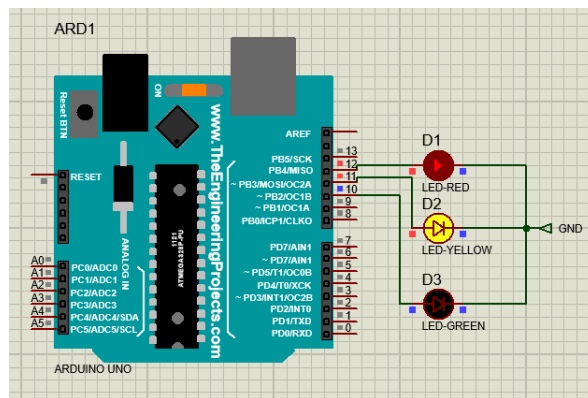 ARD1
Reset BTN
ON
www.TheEngineeringProjects.com
RESET
AREF
PB5/SCK 13
PB4/MISO 12
~ PB3/MOSI/OC2A 11
~ PB2/OC1B 10
~ PB1/OC1A 9
PB0/ICP1/CLKO 8
PD7/AIN1 7
~ PD7/AIN1 6
~ PD5/T1/OC0B 5
PD4/T0/XCK 4
~ PD3/INT1/OC2B 3
PD2/INT0 2
PD1/TXD 1
PD0/RXD 0
ANALOG IN
A0 PC0/ADC0
A1 PC1/ADC1
A2 PC2/ADC2
A3 PC3/ADC3
A4 PC4/ADC4/SDA
A5 PC5/ADC5/SCL
1121
ATMEGA328P-PU
ARDUINO UNO
D1
LED-RED
D2
LED-YELLOW
D3
LED-GREEN
GND